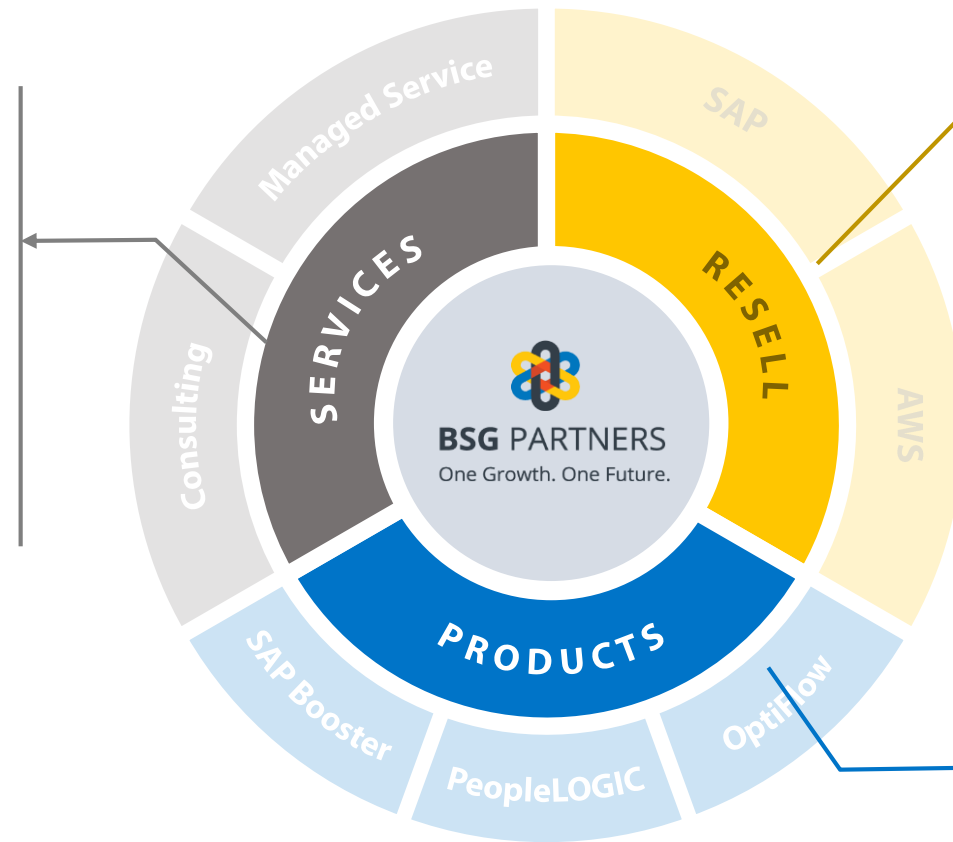 Managed Service
SAP
SERVICES
RESELL
Consulting
AWS
BSG PARTNERS
One Growth. One Future.
PRODUCTS
SAP Booster
PeopleLOGIC
OptiFlow